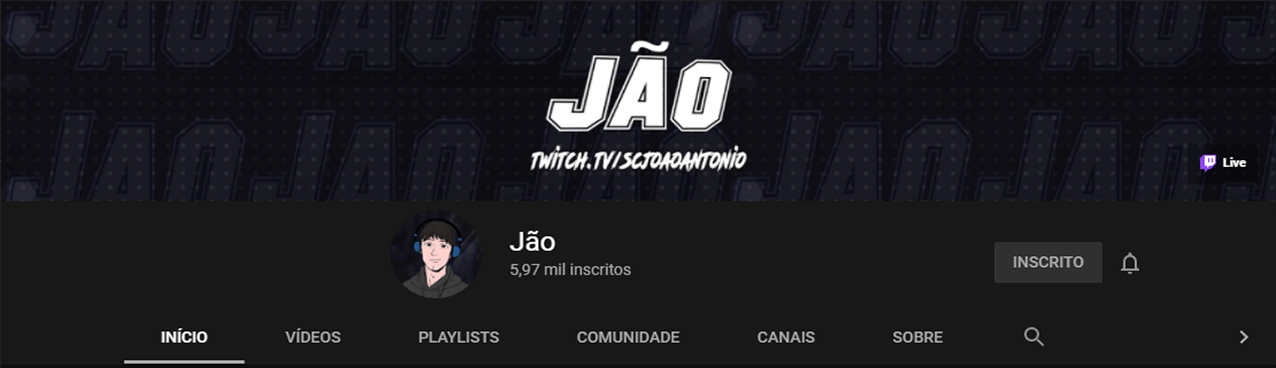 JÃO
TWITCH.TV/SCJOAOANTONIO
Live
Jão
5,97 mil inscritos
INSCRITO
INÍCIO VÍDEOS PLAYLISTS COMUNIDADE CANAIS SOBRE